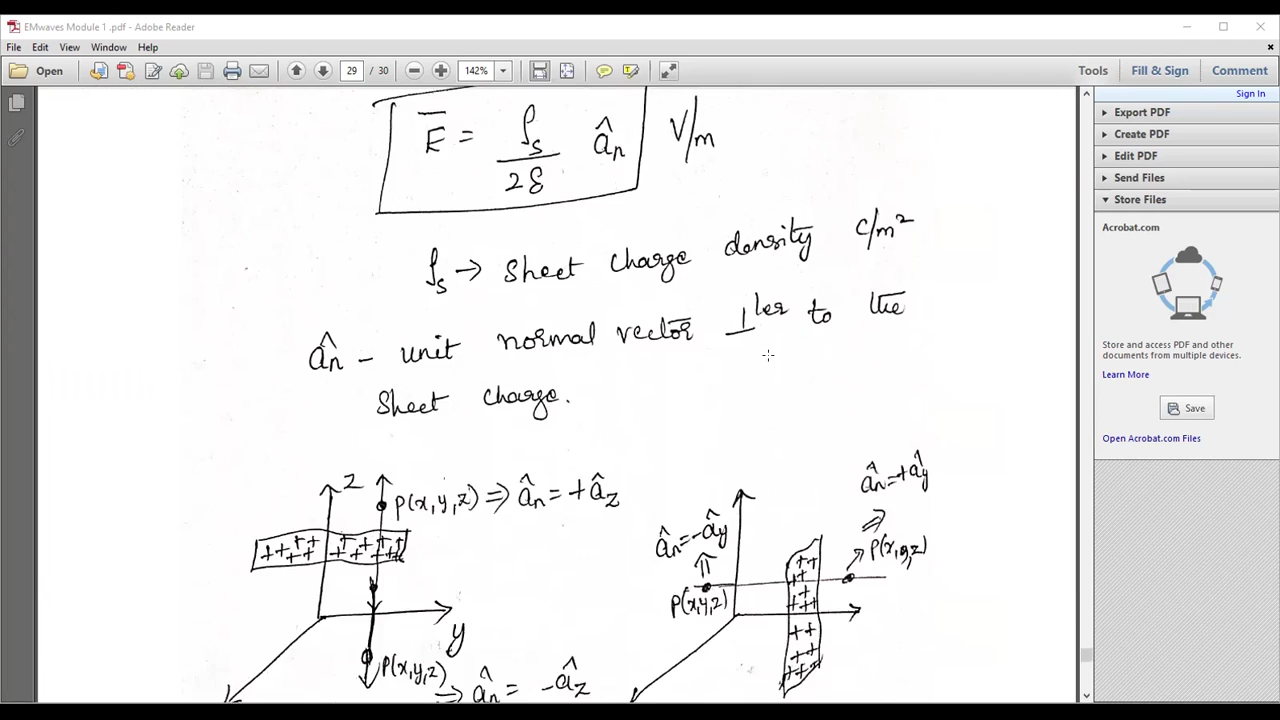 EMwaves Module 1 .pdf - Adobe Reader
File Edit View Window Help
Open 29 / 30 142% Tools Fill & Sign Comment
Sign In
Export PDF
Create PDF
Edit PDF
Send Files
Store Files
Acrobat.com
Store and access PDF and other
documents from multiple devices.
Learn More
Save
Open Acrobat.com Files
E̅ = ρs / 2ε ân V/m
ρs → Sheet charge density C/m²
ân – unit normal vector ⊥ler to the
Sheet charge.
z P(x,y,z) ⇒ ân = +âz
y
P(x,y,z)
⇒ ân = -âz
ân = -ây
⇑
P(x,y,z)
ân = +ây
⇒
P(x,y,z)